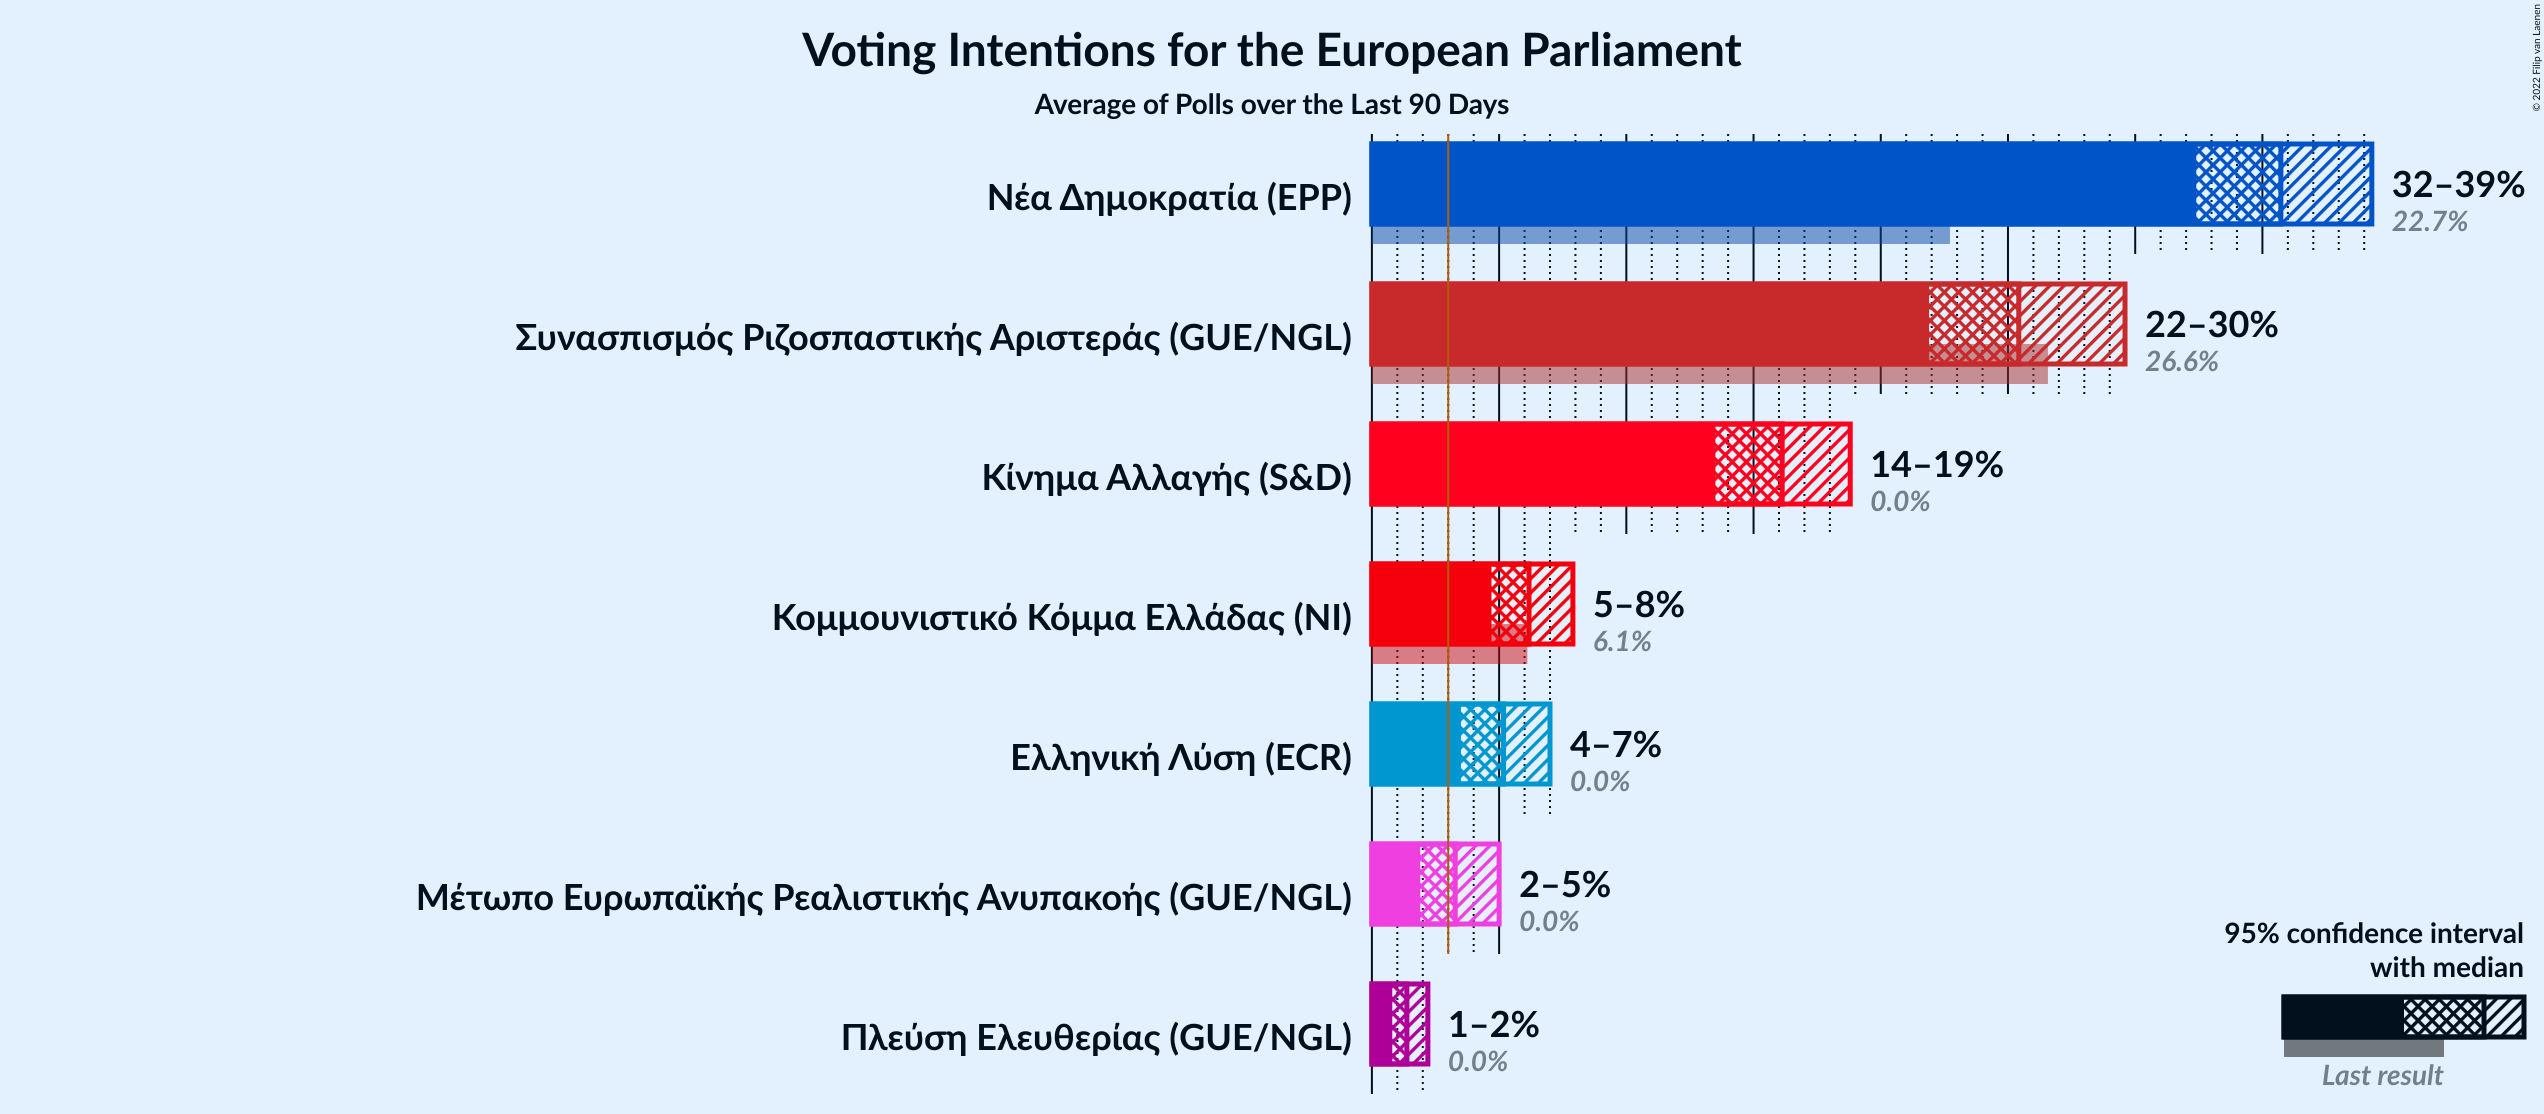 Voting Intentions for the European Parliament
Average of Polls over the Last 90 Days
© 2022 Filip van Laenen
Νέα Δημοκρατία (EPP)
32–39%
22.7%
Συνασπισμός Ριζοσπαστικής Αριστεράς (GUE/NGL)
22–30%
26.6%
Κίνημα Αλλαγής (S&D)
14–19%
0.0%
Κομμουνιστικό Κόμμα Ελλάδας (NI)
5–8%
6.1%
Ελληνική Λύση (ECR)
4–7%
0.0%
Μέτωπο Ευρωπαϊκής Ρεαλιστικής Ανυπακοής (GUE/NGL)
2–5%
0.0%
Πλεύση Ελευθερίας (GUE/NGL)
1–2%
0.0%
95% confidence interval
with median
Last result